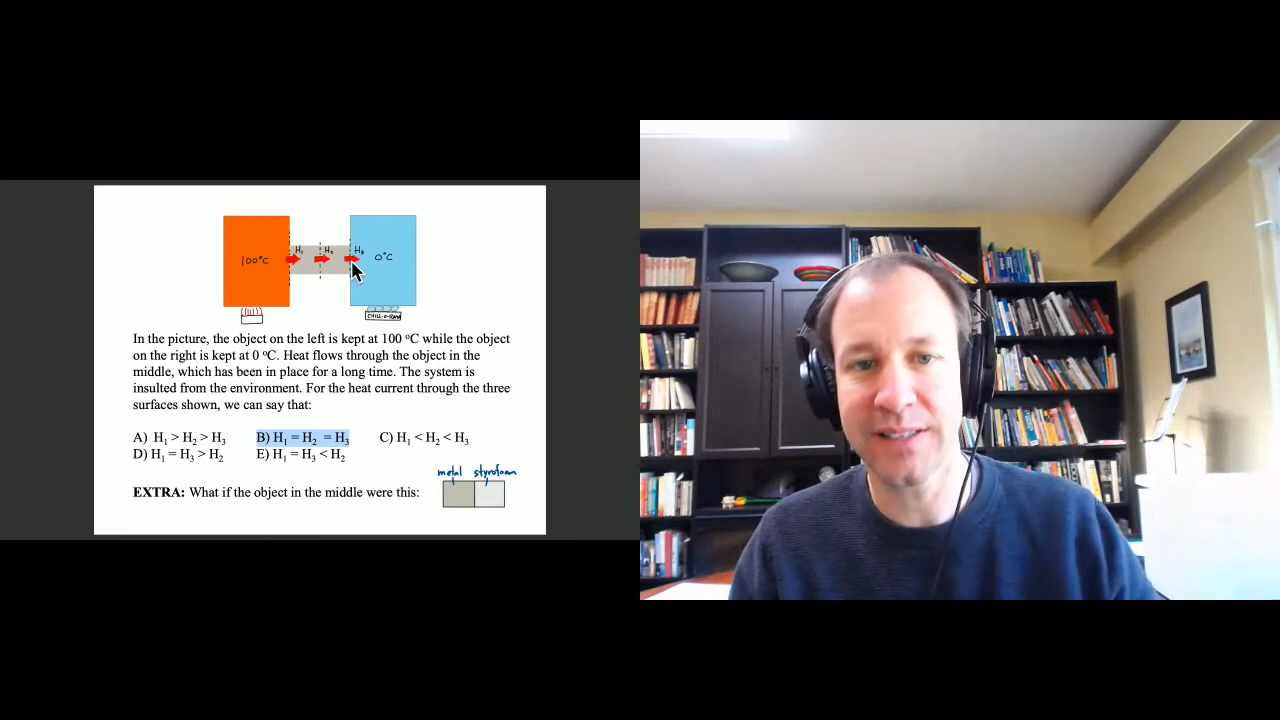 H₁ H₂ H₃
100°C 0°C
CHILL-O-RAMA
In the picture, the object on the left is kept at 100 °C while the object
on the right is kept at 0 °C. Heat flows through the object in the
middle, which has been in place for a long time. The system is
insulted from the environment. For the heat current through the three
surfaces shown, we can say that:
A) H₁ > H₂ > H₃ B) H₁ = H₂ = H₃ C) H₁ < H₂ < H₃
D) H₁ = H₃ > H₂ E) H₁ = H₃ < H₂
metal styrofoam
EXTRA: What if the object in the middle were this: